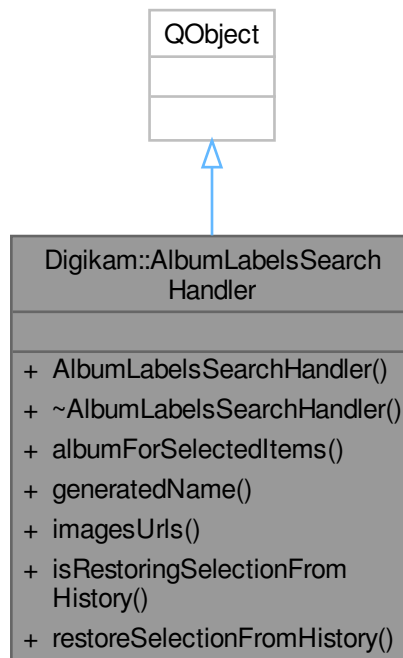 QObject
Digikam::AlbumLabelsSearch
Handler
+ AlbumLabelsSearchHandler()
+ ~AlbumLabelsSearchHandler()
+ albumForSelectedItems()
+ generatedName()
+ imagesUrls()
+ isRestoringSelectionFrom
History()
+ restoreSelectionFromHistory()